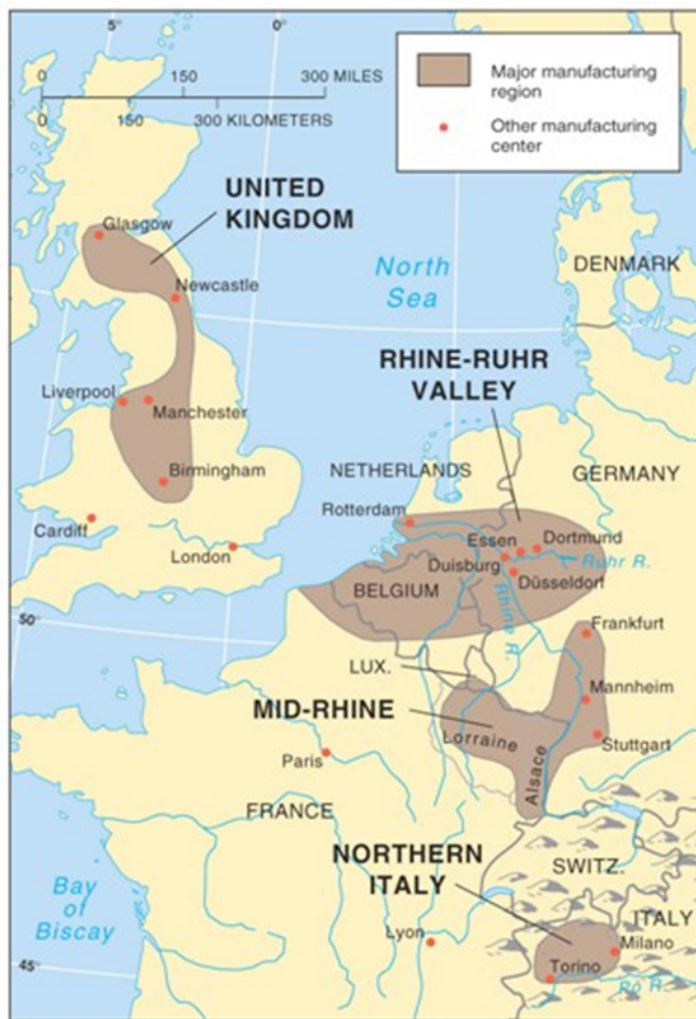 5°
0°
0 150 300 MILES
0 150 300 KILOMETERS
Major manufacturing
region
Other manufacturing
center
UNITED
KINGDOM
Glasgow
Newcastle
North
Sea
DENMARK
RHINE-RUHR
VALLEY
Liverpool
Manchester
Birmingham
NETHERLANDS
GERMANY
Rotterdam
Cardiff
London
Essen
Dortmund
Duisburg
Ruhr R.
Düsseldorf
BELGIUM
Rhine R.
50°
Frankfurt
LUX.
Mannheim
MID-RHINE
Lorraine
Stuttgart
Paris
Alsace
FRANCE
NORTHERN
ITALY
SWITZ.
Bay
of
Biscay
ITALY
Lyon
Milano
Torino
Po R.
45°